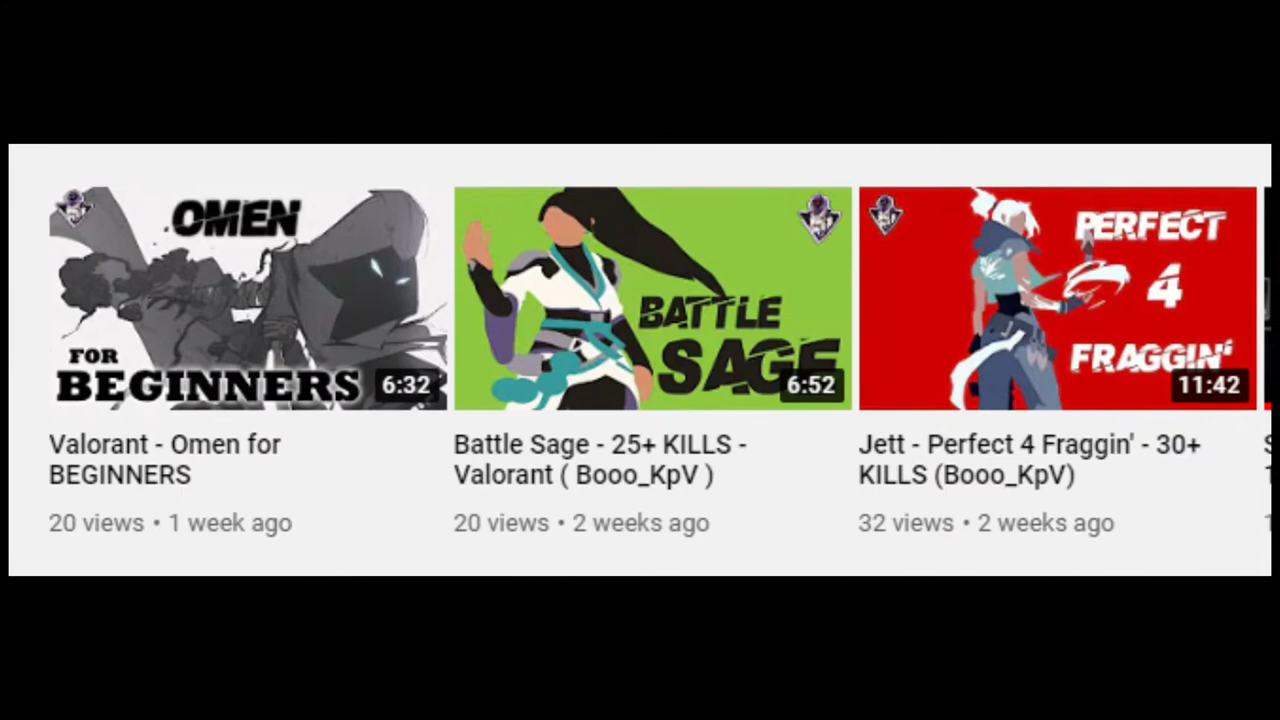 OMEN
FOR
BEGINNERS
6:32
Valorant - Omen for
BEGINNERS
20 views • 1 week ago
BATTLE
SAGE
6:52
Battle Sage - 25+ KILLS -
Valorant ( Booo_KpV )
20 views • 2 weeks ago
PERFECT
4
FRAGGIN'
11:42
Jett - Perfect 4 Fraggin' - 30+
KILLS (Booo_KpV)
32 views • 2 weeks ago